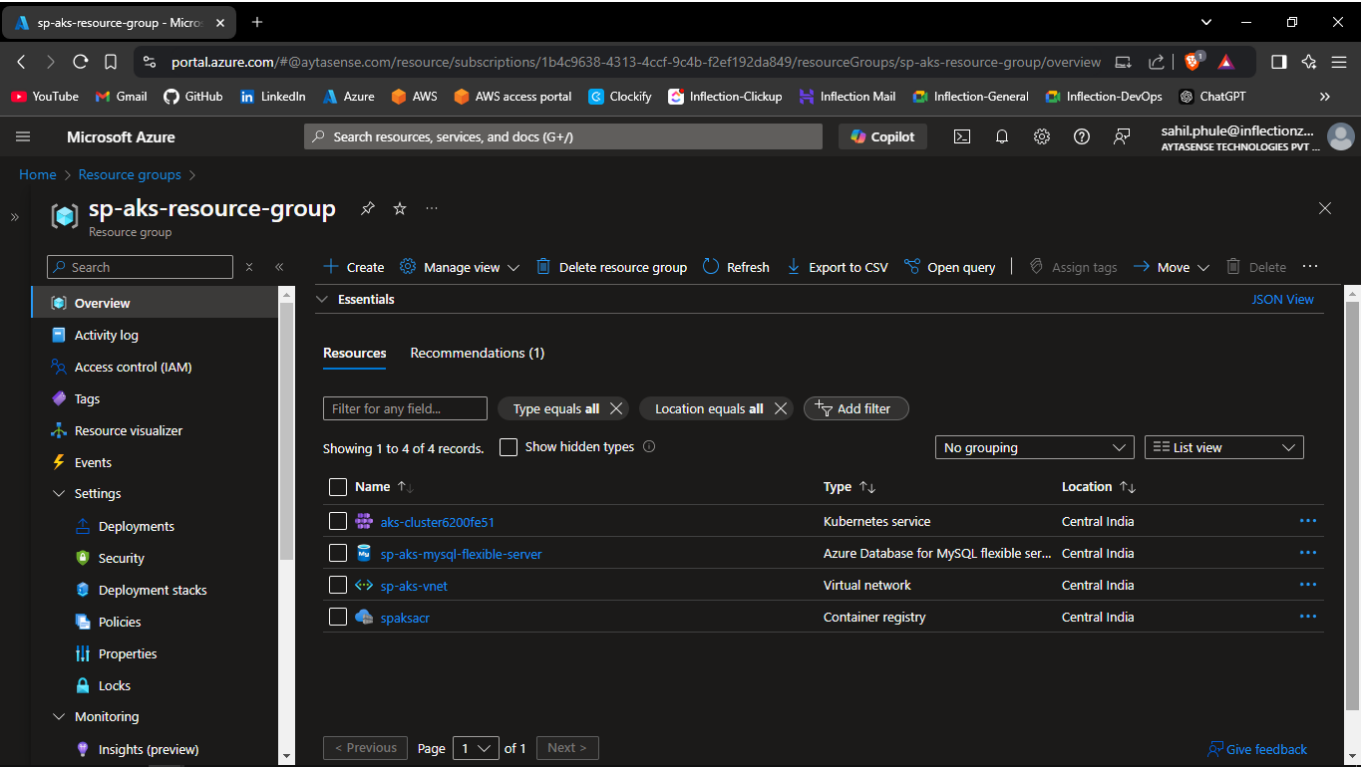 sp-aks-resource-group - Micro
portal.azure.com/#@aytasense.com/resource/subscriptions/1b4c9638-4313-4ccf-9c4b-f2ef192da849/resourceGroups/sp-aks-resource-group/overview
YouTube Gmail GitHub LinkedIn Azure AWS AWS access portal Clockify Inflection-Clickup Inflection Mail Inflection-General Inflection-DevOps ChatGPT
Microsoft Azure
Search resources, services, and docs (G+/)
Copilot
sahil.phule@inflectionz...
AYTASENSE TECHNOLOGIES PVT ...
Home > Resource groups >
sp-aks-resource-group
Resource group
Search
Create Manage view Delete resource group Refresh Export to CSV Open query Assign tags Move Delete
Overview
Activity log
Access control (IAM)
Tags
Resource visualizer
Events
Settings
Deployments
Security
Deployment stacks
Policies
Properties
Locks
Monitoring
Insights (preview)
Essentials
JSON View
Resources Recommendations (1)
Filter for any field... Type equals all Location equals all Add filter
Showing 1 to 4 of 4 records. Show hidden types
No grouping List view
Name Type Location
aks-cluster6200fe51 Kubernetes service Central India
sp-aks-mysql-flexible-server Azure Database for MySQL flexible ser... Central India
sp-aks-vnet Virtual network Central India
spaksacr Container registry Central India
< Previous Page 1 of 1 Next >
Give feedback